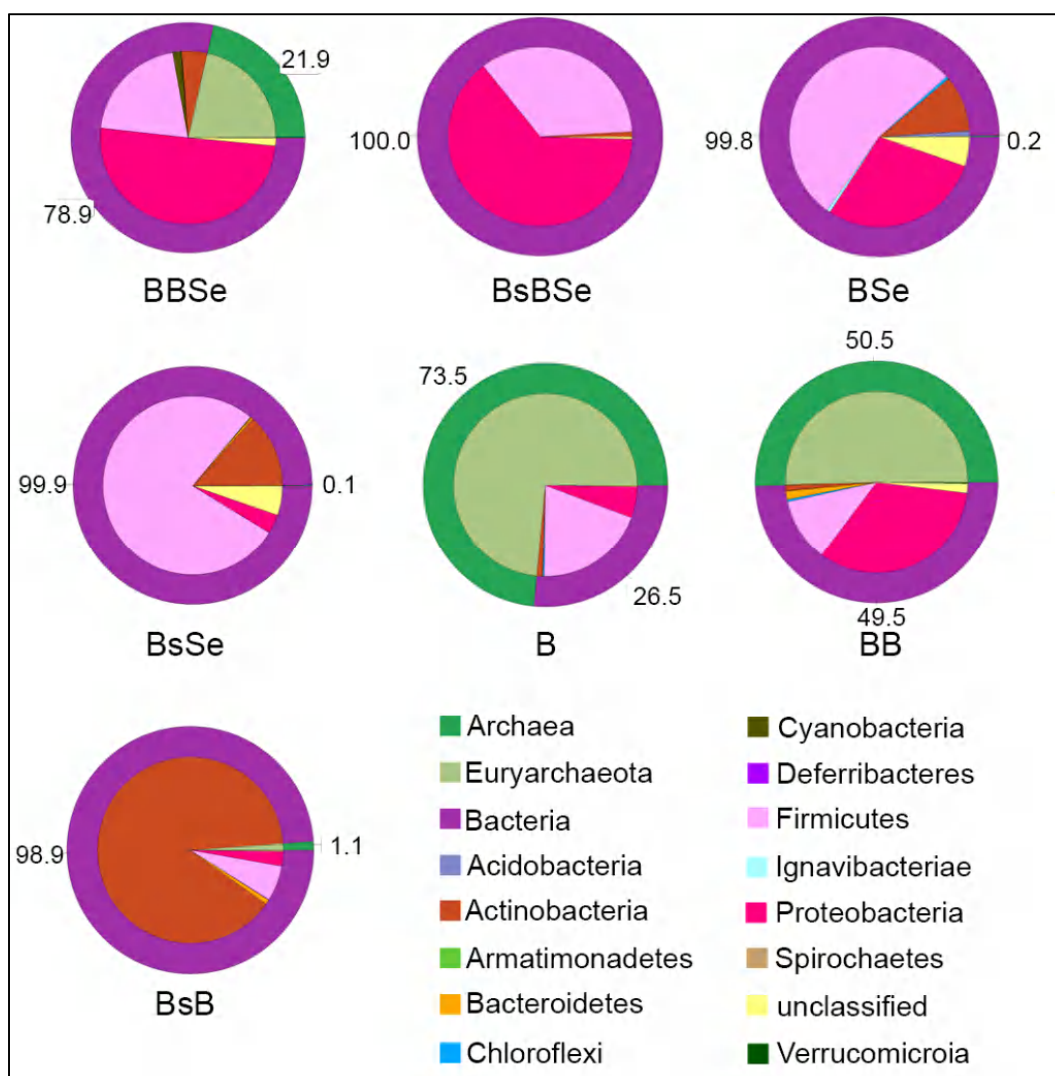 21.9
78.9
BBSe
100.0
BsBSe
99.8
0.2
BSe
99.9
0.1
BsSe
73.5
26.5
B
50.5
49.5
BB
98.9
1.1
BsB
Archaea
Euryarchaeota
Bacteria
Acidobacteria
Actinobacteria
Armatimonadetes
Bacteroidetes
Chloroflexi
Cyanobacteria
Deferribacteres
Firmicutes
Ignavibacteriae
Proteobacteria
Spirochaetes
unclassified
Verrucomicroia